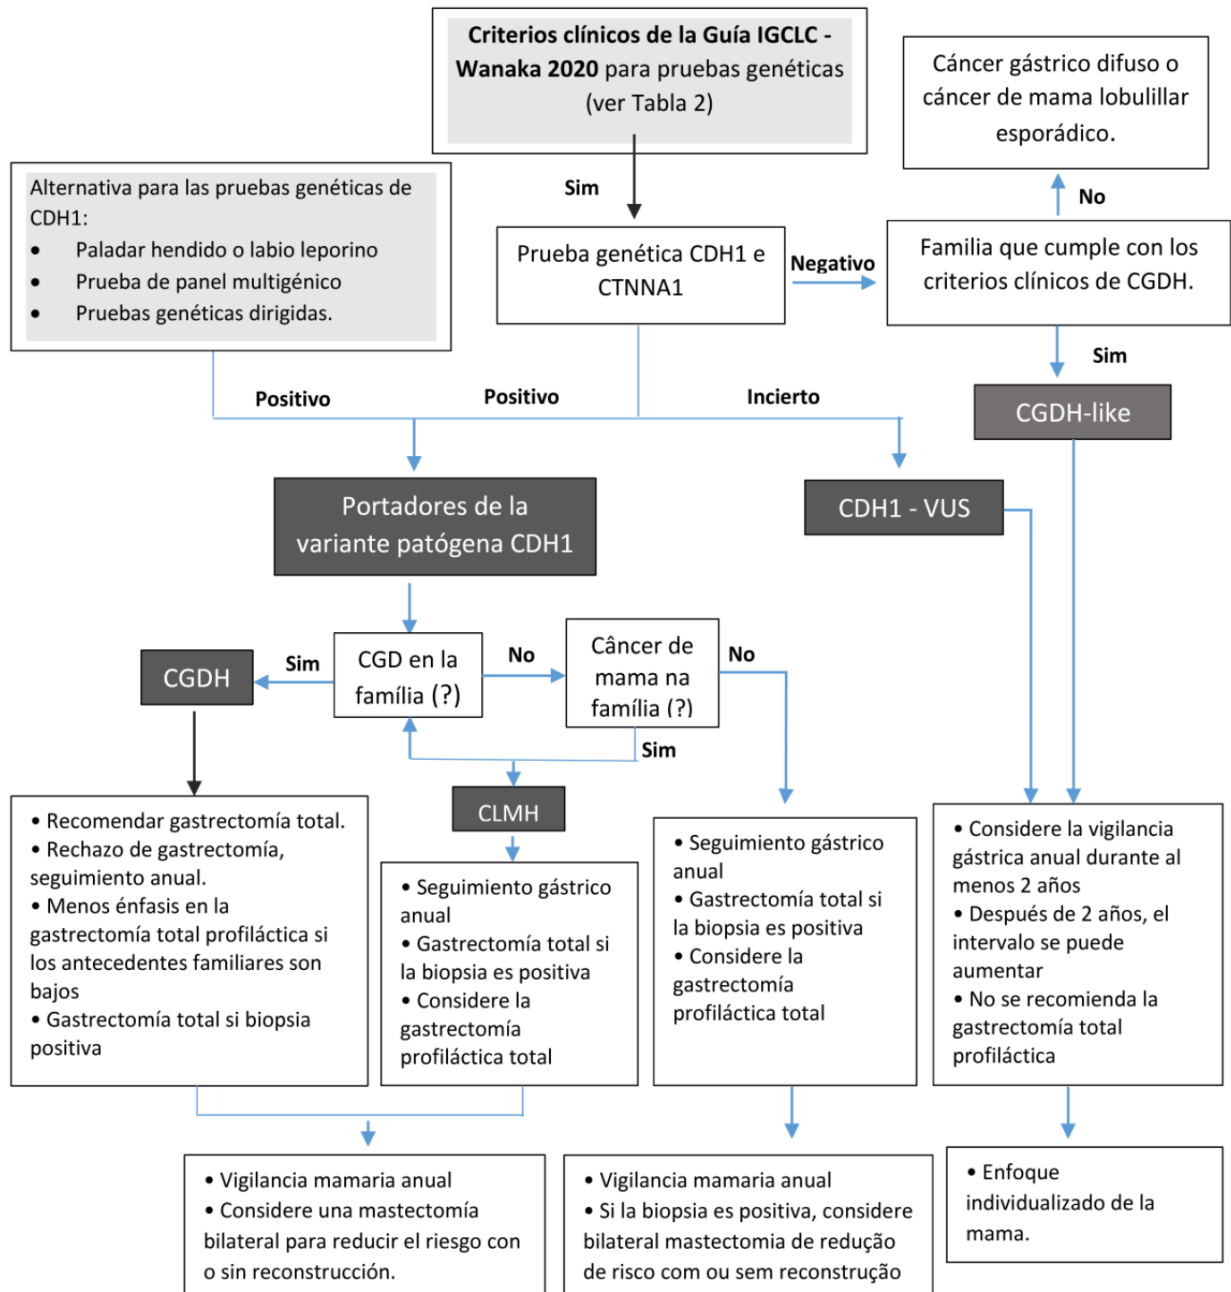 Criterios clínicos de la Guía IGCLC -
Wanaka 2020 para pruebas genéticas
(ver Tabla 2)
Cáncer gástrico difuso o
cáncer de mama lobulillar
esporádico.
Alternativa para las pruebas genéticas de
CDH1:
• Paladar hendido o labio leporino
• Prueba de panel multigénico
• Pruebas genéticas dirigidas.
Sim
No
Prueba genética CDH1 e
CTNNA1
Negativo
Familia que cumple con los
criterios clínicos de CGDH.
Sim
Positivo
Positivo
Incierto
CGDH-like
Portadores de la
variante patógena CDH1
CDH1 - VUS
CGDH
Sim
CGD en la
família (?)
No
Câncer de
mama na
família (?)
No
Sim
CLMH
• Recomendar gastrectomía total.
• Rechazo de gastrectomía,
seguimiento anual.
• Menos énfasis en la
gastrectomía total profiláctica si
los antecedentes familiares son
bajos
• Gastrectomía total si biopsia
positiva
• Seguimiento gástrico
anual
• Gastrectomía total si
la biopsia es positiva
• Considere la
gastrectomía
profiláctica total
• Seguimiento gástrico
anual
• Gastrectomía total si
la biopsia es positiva
• Considere la
gastrectomía
profiláctica total
• Considere la vigilancia
gástrica anual durante al
menos 2 años
• Después de 2 años, el
intervalo se puede
aumentar
• No se recomienda la
gastrectomía total
profiláctica
• Vigilancia mamaria anual
• Considere una mastectomía
bilateral para reducir el riesgo con
o sin reconstrucción.
• Vigilancia mamaria anual
• Si la biopsia es positiva, considere
bilateral mastectomia de redução
de risco com ou sem reconstrução
• Enfoque
individualizado de la
mama.